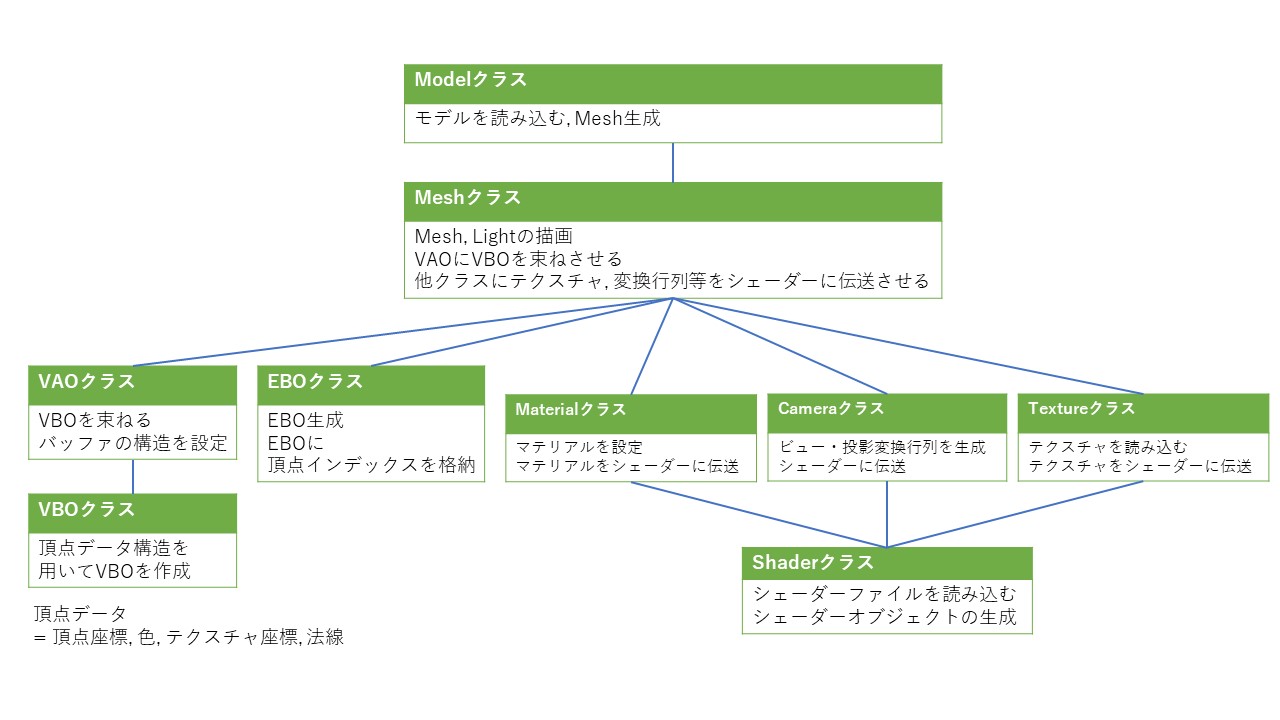 Modelクラス
モデルを読み込む, Mesh生成
Meshクラス
Mesh, Lightの描画
VAOにVBOを束ねさせる
他クラスにテクスチャ, 変換行列等をシェーダーに伝送させる
VAOクラス
VBOを束ねる
バッファの構造を設定
EBOクラス
EBO生成
EBOに
頂点インデックスを格納
Materialクラス
マテリアルを設定
マテリアルをシェーダーに伝送
Cameraクラス
ビュー・投影変換行列を生成
シェーダーに伝送
Textureクラス
テクスチャを読み込む
テクスチャをシェーダーに伝送
VBOクラス
頂点データ構造を
用いてVBOを作成
Shaderクラス
シェーダーファイルを読み込む
シェーダーオブジェクトの生成
頂点データ
= 頂点座標, 色, テクスチャ座標, 法線